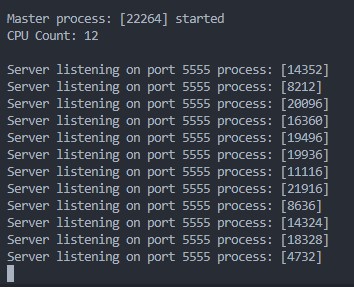 Master process: [22264] started
CPU Count: 12
Server listening on port 5555 process: [14352]
Server listening on port 5555 process: [8212]
Server listening on port 5555 process: [20096]
Server listening on port 5555 process: [16360]
Server listening on port 5555 process: [19496]
Server listening on port 5555 process: [19936]
Server listening on port 5555 process: [11116]
Server listening on port 5555 process: [21916]
Server listening on port 5555 process: [8636]
Server listening on port 5555 process: [14324]
Server listening on port 5555 process: [18328]
Server listening on port 5555 process: [4732]